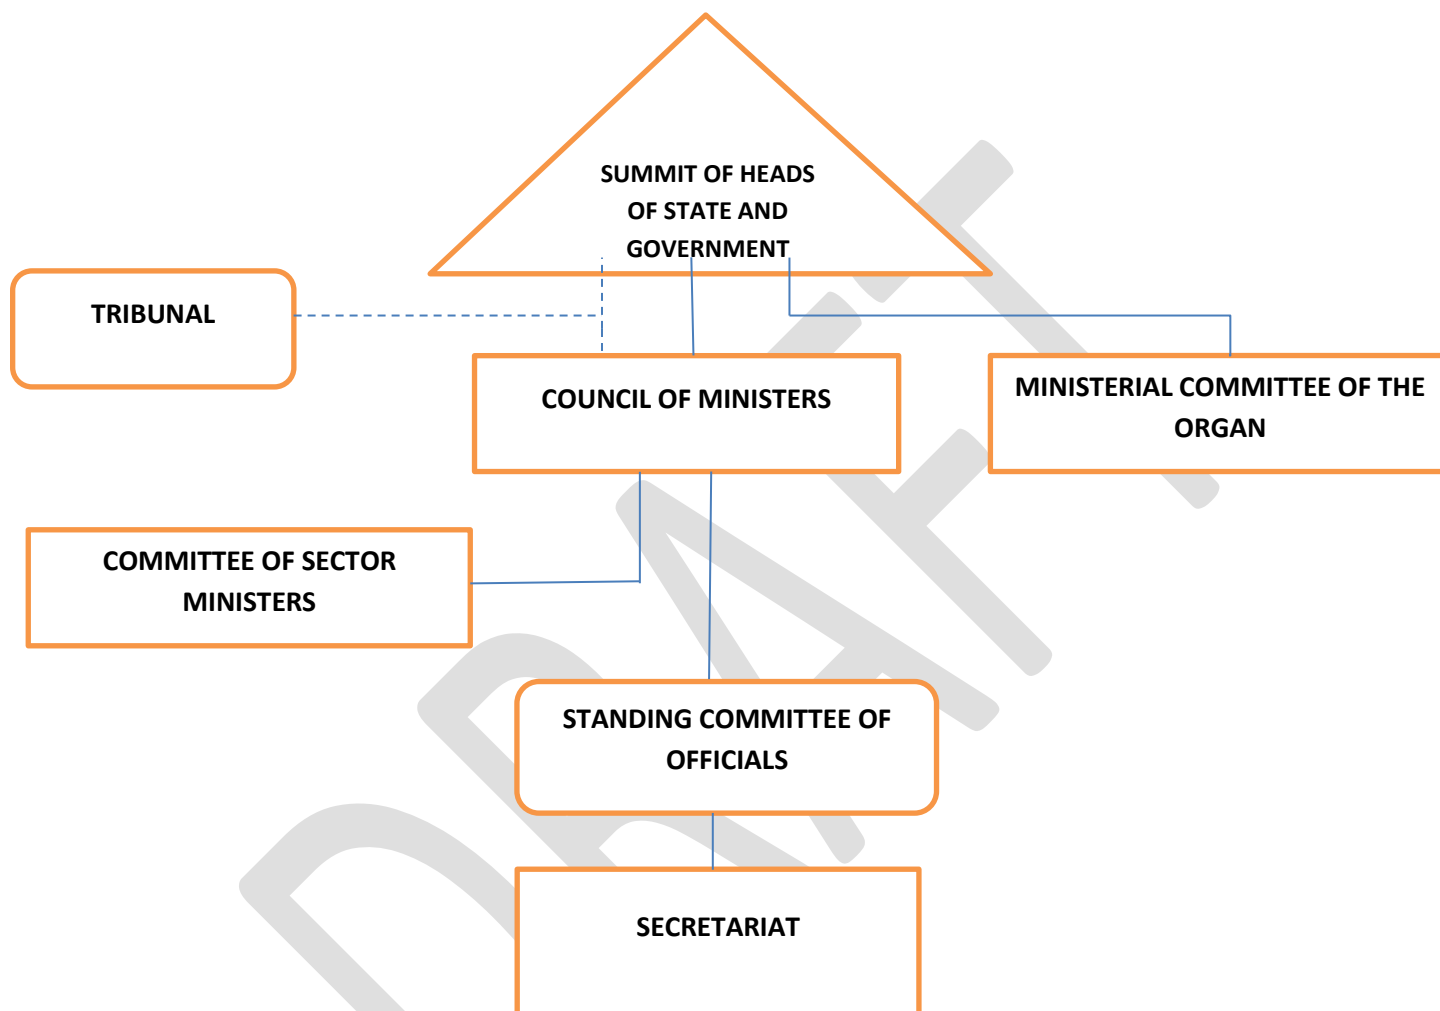 SUMMIT OF HEADS
OF STATE AND
GOVERNMENT
TRIBUNAL
COUNCIL OF MINISTERS
MINISTERIAL COMMITTEE OF THE
ORGAN
COMMITTEE OF SECTOR
MINISTERS
STANDING COMMITTEE OF
OFFICIALS
SECRETARIAT
DRAFT